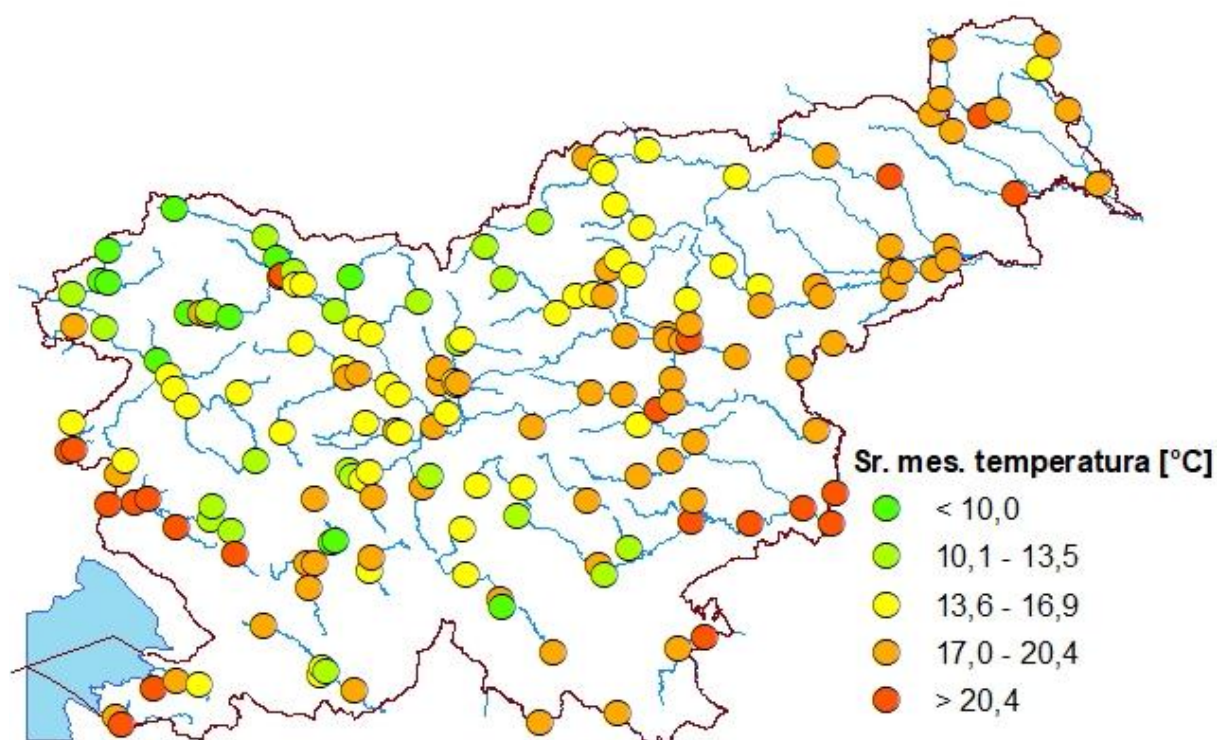 Sr. mes. temperatura [°C]
< 10,0
10,1 - 13,5
13,6 - 16,9
17,0 - 20,4
> 20,4